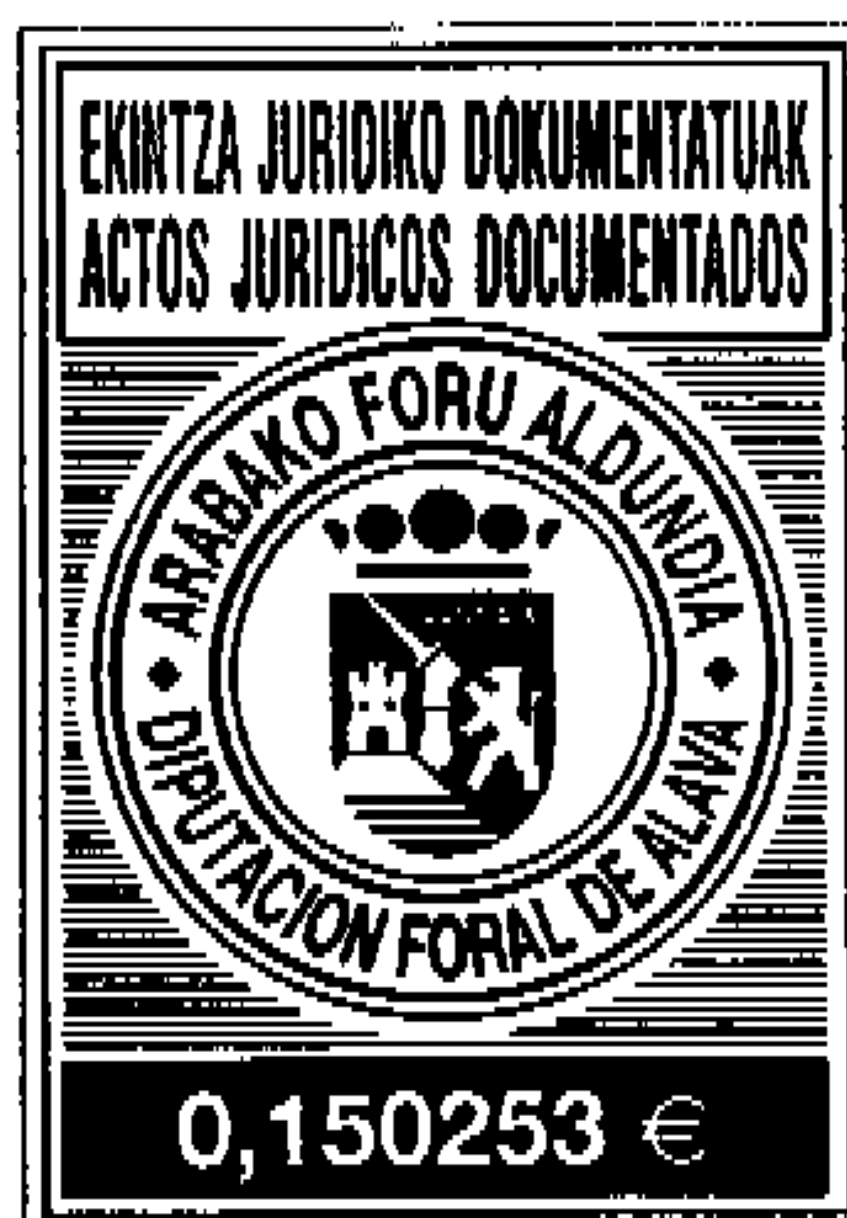 EKINTZA JURIDIKO DOKUMENTATUAK
ACTOS JURIDICOS DOCUMENTADOS
ARABAKO FORU ALDUNDIA
DIPUTACION FORAL DE ALAVA
0,150253 €